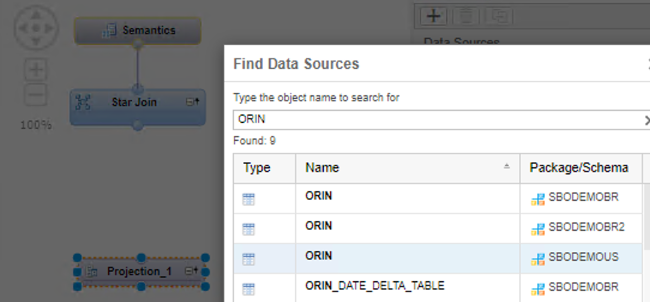 Semantics
Data Sources
Star Join
100%
Projection_1
Find Data Sources
Type the object name to search for
ORIN
Found: 9
Type Name Package/Schema
ORIN SBODEMOBR
ORIN SBODEMOBR2
ORIN SBODEMOUS
ORIN_DATE_DELTA_TABLE SBODEMOBR